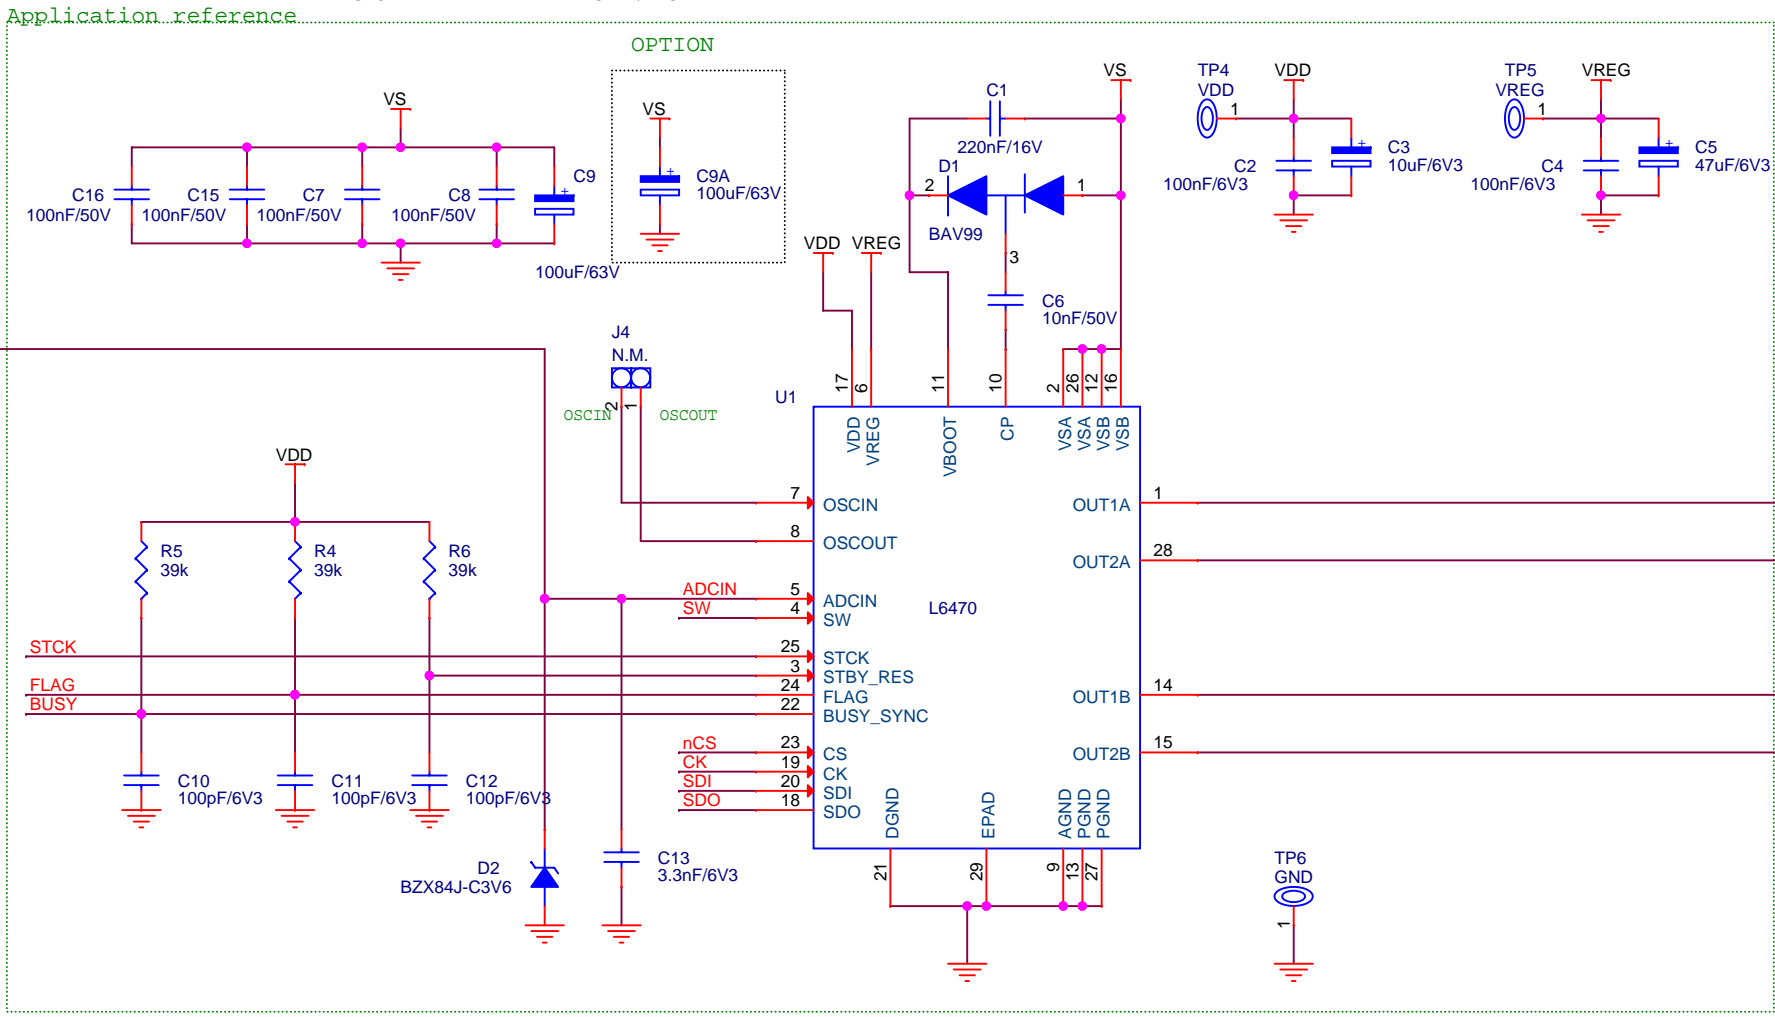 Application reference
OPTION
VS
C16
100nF/50V
C15
100nF/50V
C7
100nF/50V
C8
100nF/50V
+
C9
100uF/63V
VS
+
C9A
100uF/63V
VS
C1
220nF/16V
D1
2
1
BAV99
3
C6
10nF/50V
TP4
VDD
1
VDD
C2
100nF/6V3
+
C3
10uF/6V3
TP5
VREG
1
VREG
C4
100nF/6V3
+
C5
47uF/6V3
VDD
VREG
J4
N.M.
2
1
OSCIN
OSCOUT
U1
17
6
11
10
2
26
12
16
VDD
VREG
VBOOT
CP
VSA
VSA
VSB
VSB
7
OSCIN
8
OSCOUT
ADCIN
5
ADCIN
SW
4
SW
L6470
1
OUT1A
28
OUT2A
14
OUT1B
15
OUT2B
VDD
R5
39k
R4
39k
R6
39k
STCK
25
STCK
3
STBY_RES
FLAG
24
FLAG
BUSY
22
BUSY_SYNC
nCS
23
CS
CK
19
CK
SDI
20
SDI
SDO
18
SDO
C10
100pF/6V3
C11
100pF/6V3
C12
100pF/6V3
DGND
EPAD
AGND
PGND
PGND
21
29
9
13
27
D2
BZX84J-C3V6
C13
3.3nF/6V3
TP6
GND
1